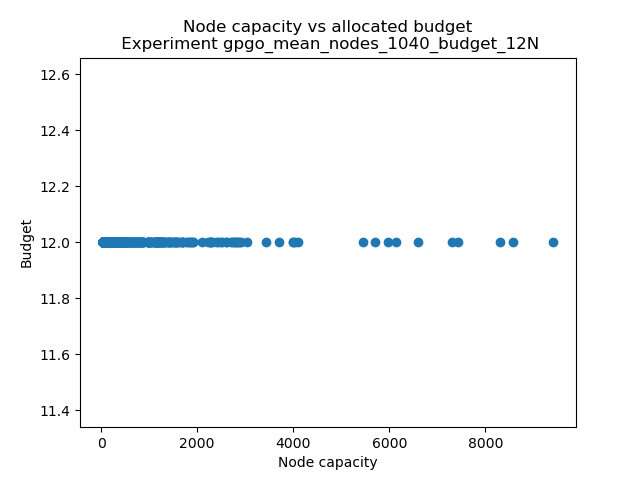 Node capacity vs allocated budget
Experiment gpgo_mean_nodes_1040_budget_12N
12.6
12.4
12.2
12.0
11.8
11.6
11.4
Budget
0 2000 4000 6000 8000
Node capacity